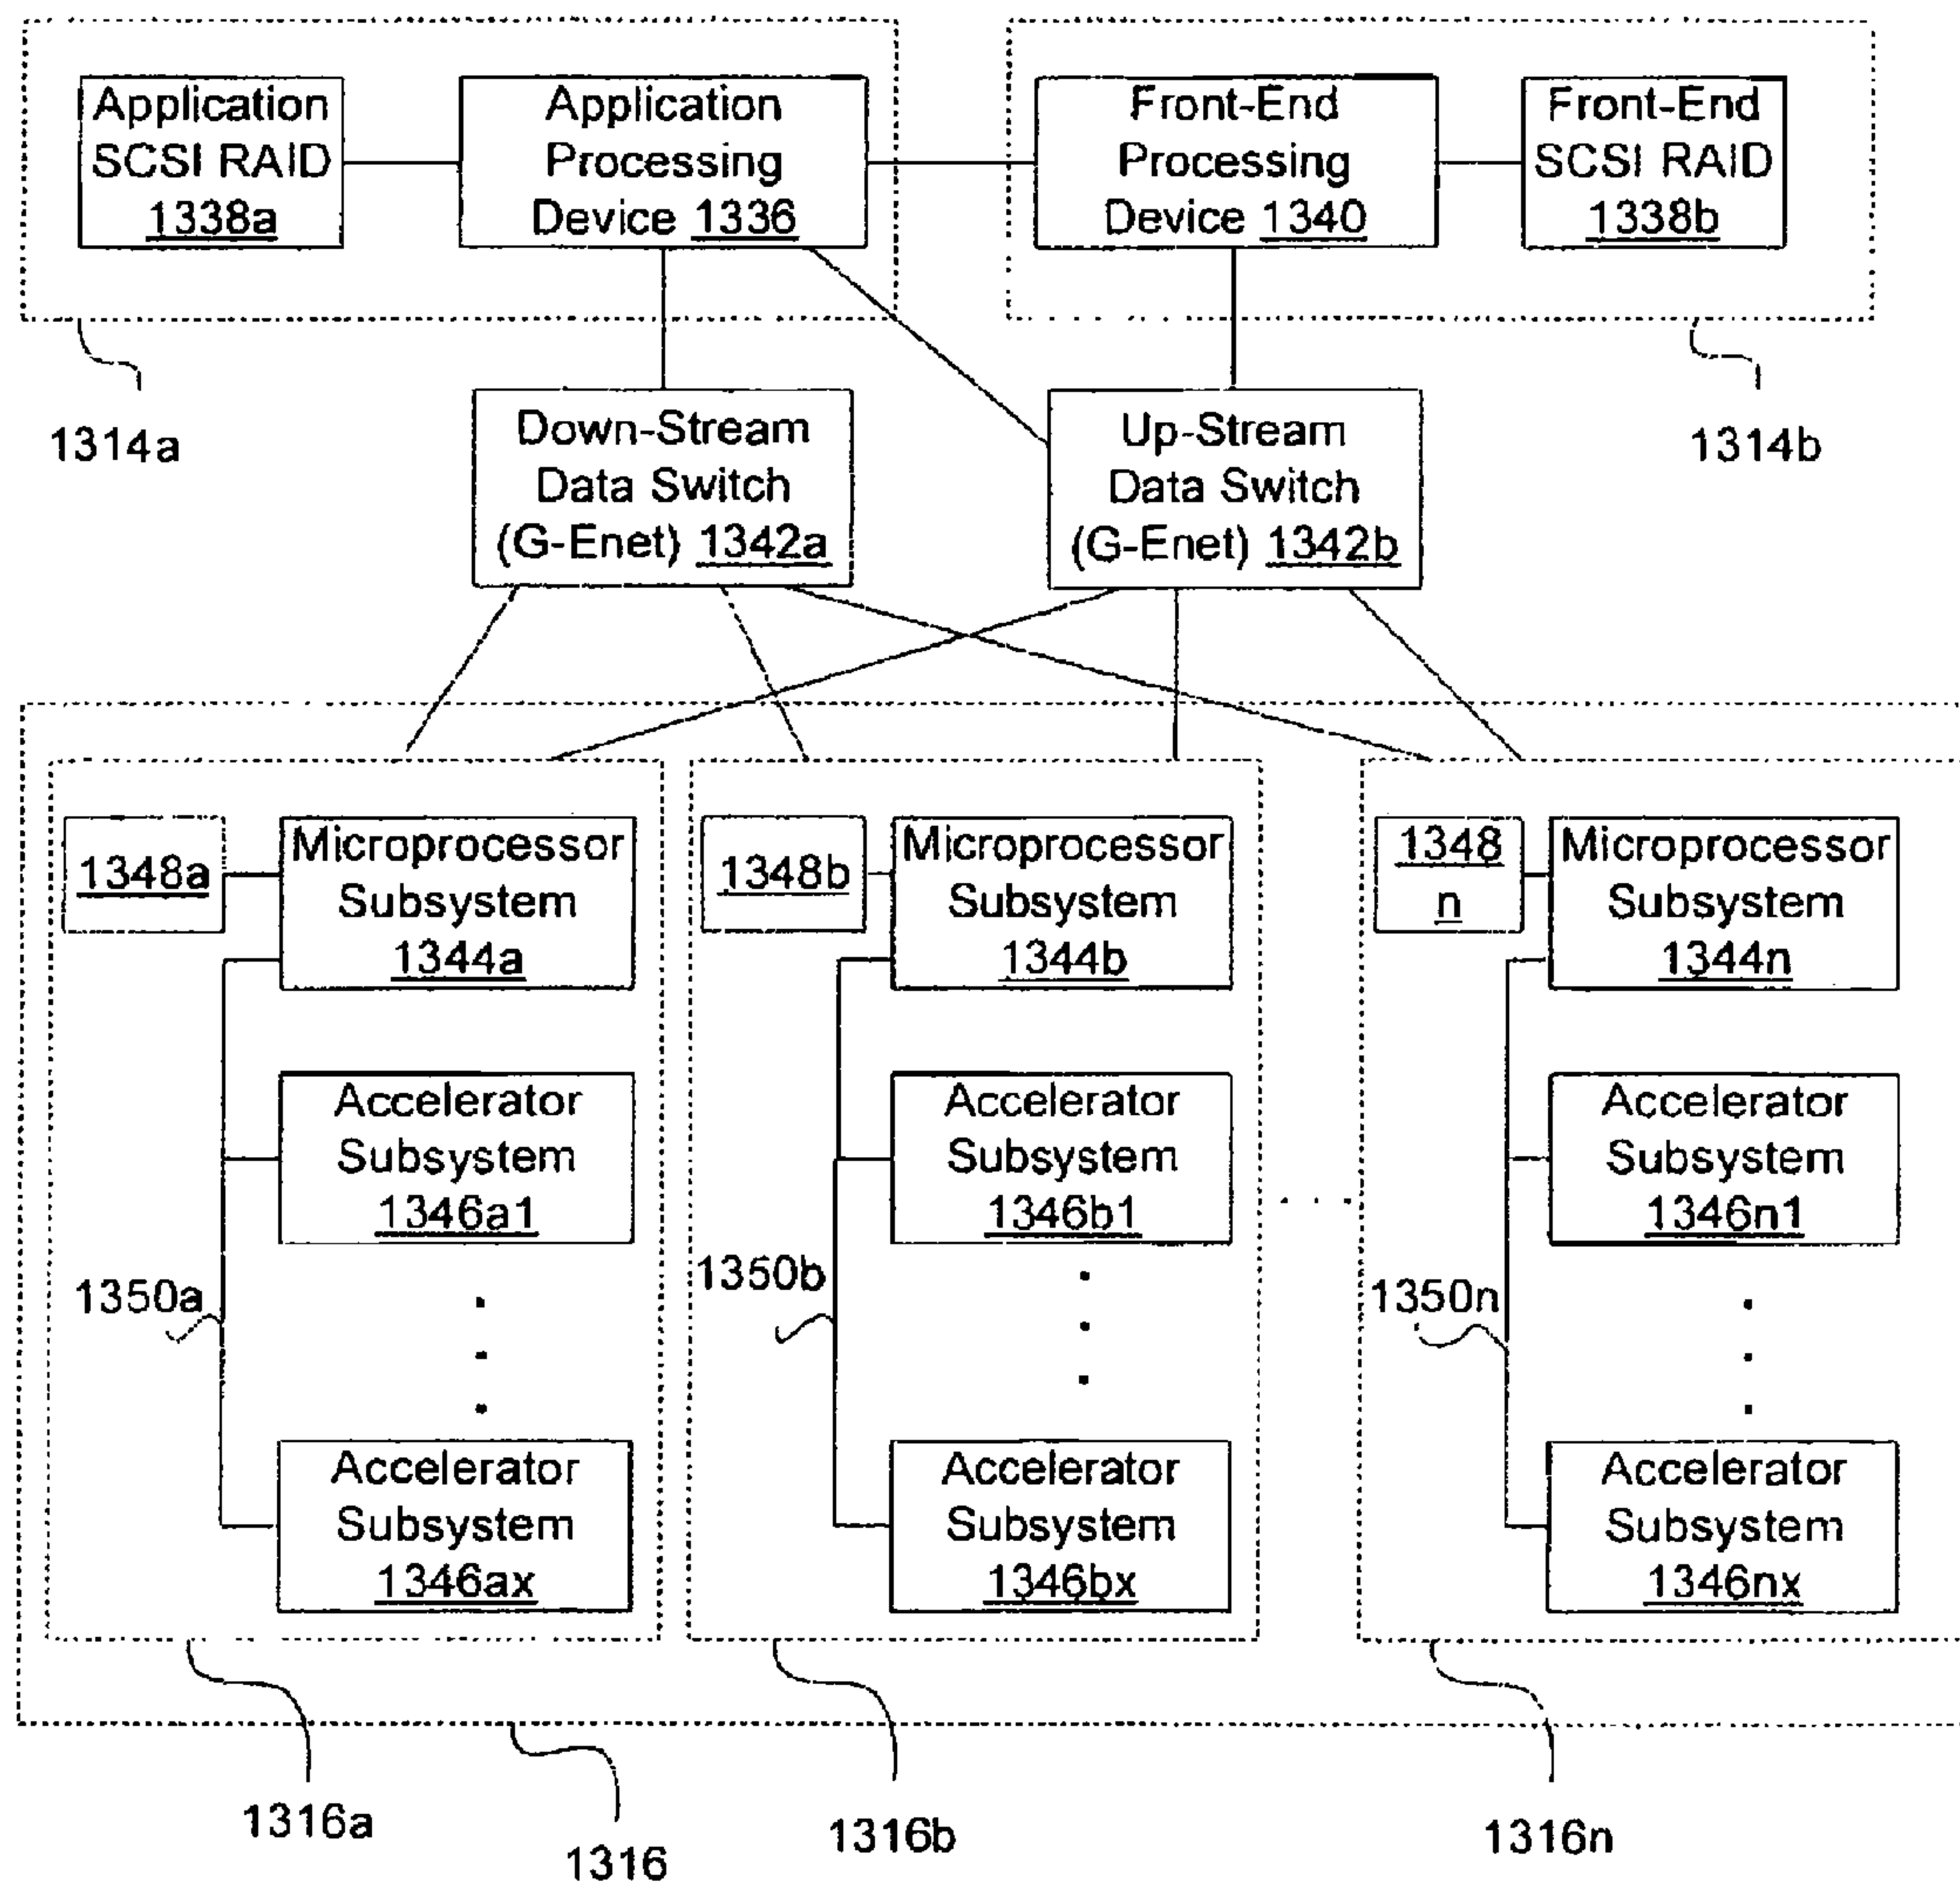 Application
SCSI RAID
1338a
Application
Processing
Device 1336
Front-End
Processing
Device 1340
Front-End
SCSI RAID
1338b
1314a
1314b
Down-Stream
Data Switch
(G-Enet) 1342a
Up-Stream
Data Switch
(G-Enet) 1342b
1348a
Microprocessor
Subsystem
1344a
1348b
Microprocessor
Subsystem
1344b
1348
n
Microprocessor
Subsystem
1344n
Accelerator
Subsystem
1346a1
Accelerator
Subsystem
1346b1
Accelerator
Subsystem
1346n1
1350a
1350b
1350n
Accelerator
Subsystem
1346ax
Accelerator
Subsystem
1346bx
Accelerator
Subsystem
1346nx
1316a
1316
1316b
1316n